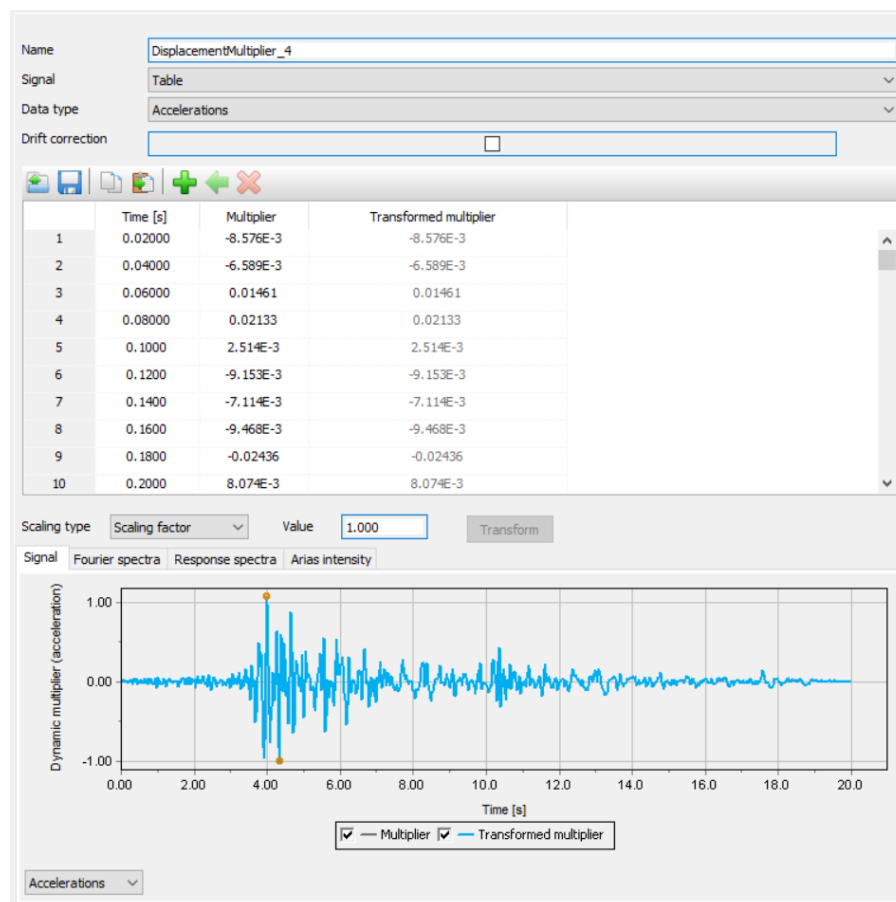 Name DisplacementMultiplier_4
Signal Table
Data type Accelerations
Drift correction
Time [s] Multiplier Transformed multiplier
1 0.02000 -8.576E-3 -8.576E-3
2 0.04000 -6.589E-3 -6.589E-3
3 0.06000 0.01461 0.01461
4 0.08000 0.02133 0.02133
5 0.1000 2.514E-3 2.514E-3
6 0.1200 -9.153E-3 -9.153E-3
7 0.1400 -7.114E-3 -7.114E-3
8 0.1600 -9.468E-3 -9.468E-3
9 0.1800 -0.02436 -0.02436
10 0.2000 8.074E-3 8.074E-3
Scaling type Scaling factor Value 1.000 Transform
Signal Fourier spectra Response spectra Arias intensity
Dynamic multiplier (acceleration)
1.00
0.00
-1.00
0.00 2.00 4.00 6.00 8.00 10.0 12.0 14.0 16.0 18.0 20.0
Time [s]
Multiplier Transformed multiplier
Accelerations